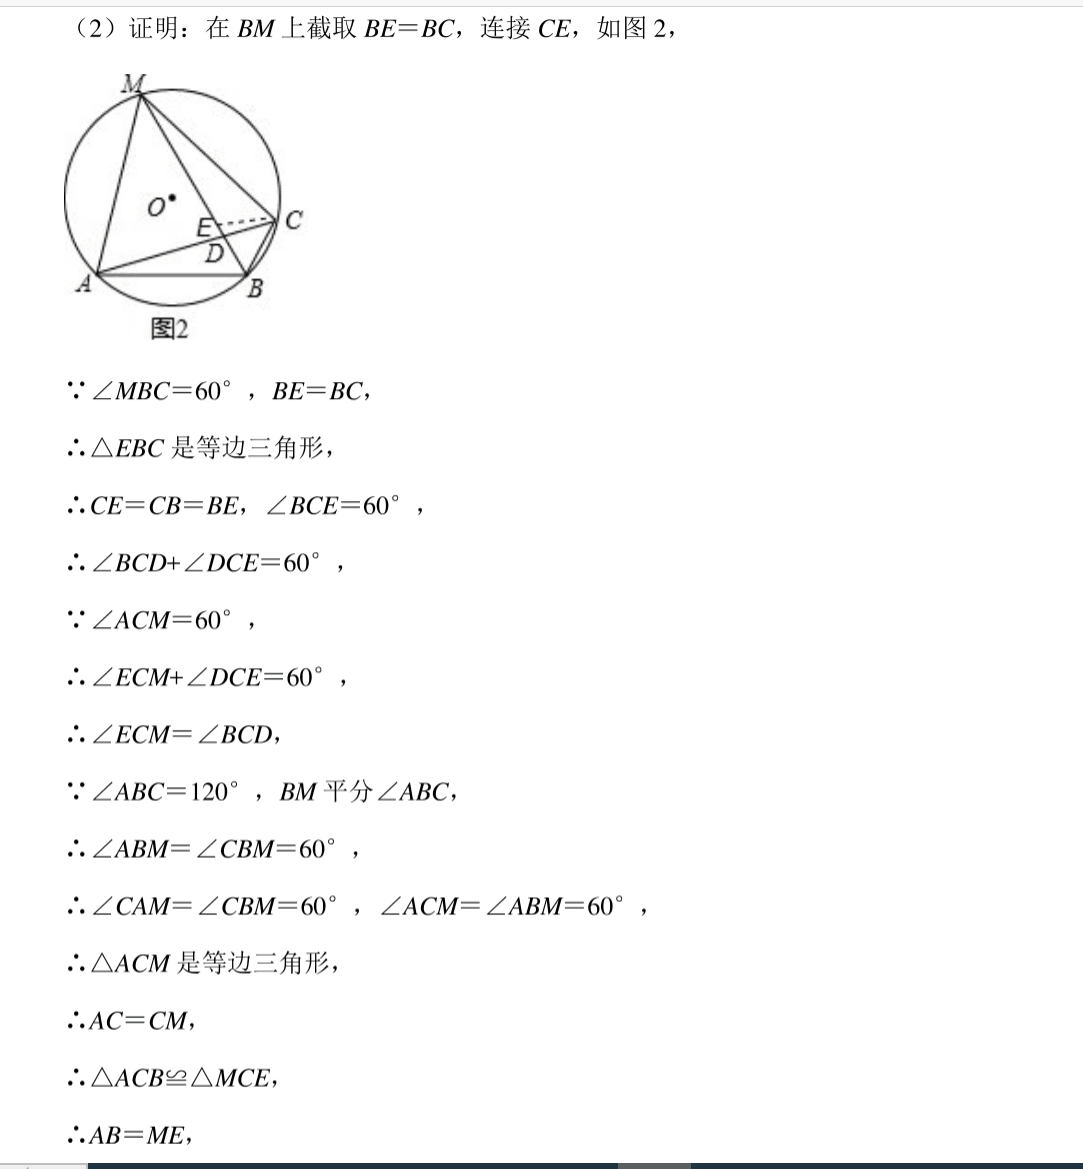 （2）证明：在 BM 上截取 BE＝BC，连接 CE，如图 2，
M
O
E
C
D
A
B
图2
∵∠MBC＝60°，BE＝BC，
∴△EBC 是等边三角形，
∴CE＝CB＝BE，∠BCE＝60°，
∴∠BCD+∠DCE＝60°，
∵∠ACM＝60°，
∴∠ECM+∠DCE＝60°，
∴∠ECM＝∠BCD，
∵∠ABC＝120°，BM 平分∠ABC，
∴∠ABM＝∠CBM＝60°，
∴∠CAM＝∠CBM＝60°，∠ACM＝∠ABM＝60°，
∴△ACM 是等边三角形，
∴AC＝CM，
∴△ACB≌△MCE，
∴AB＝ME，